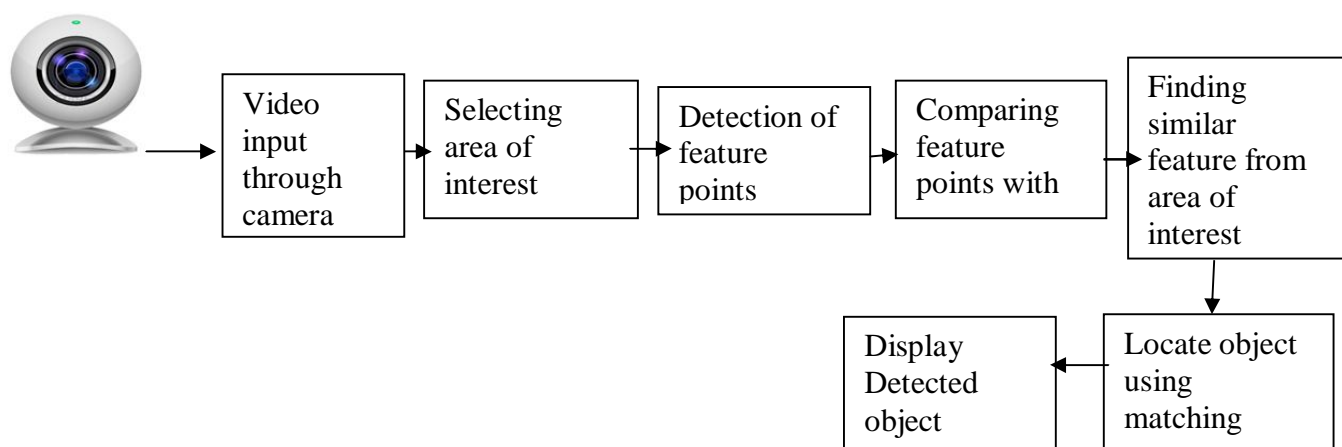 Video
input
through
camera
Selecting
area of
interest
Detection of
feature
points
Comparing
feature
points with
Finding
similar
feature from
area of
interest
Locate object
using
matching
Display
Detected
object